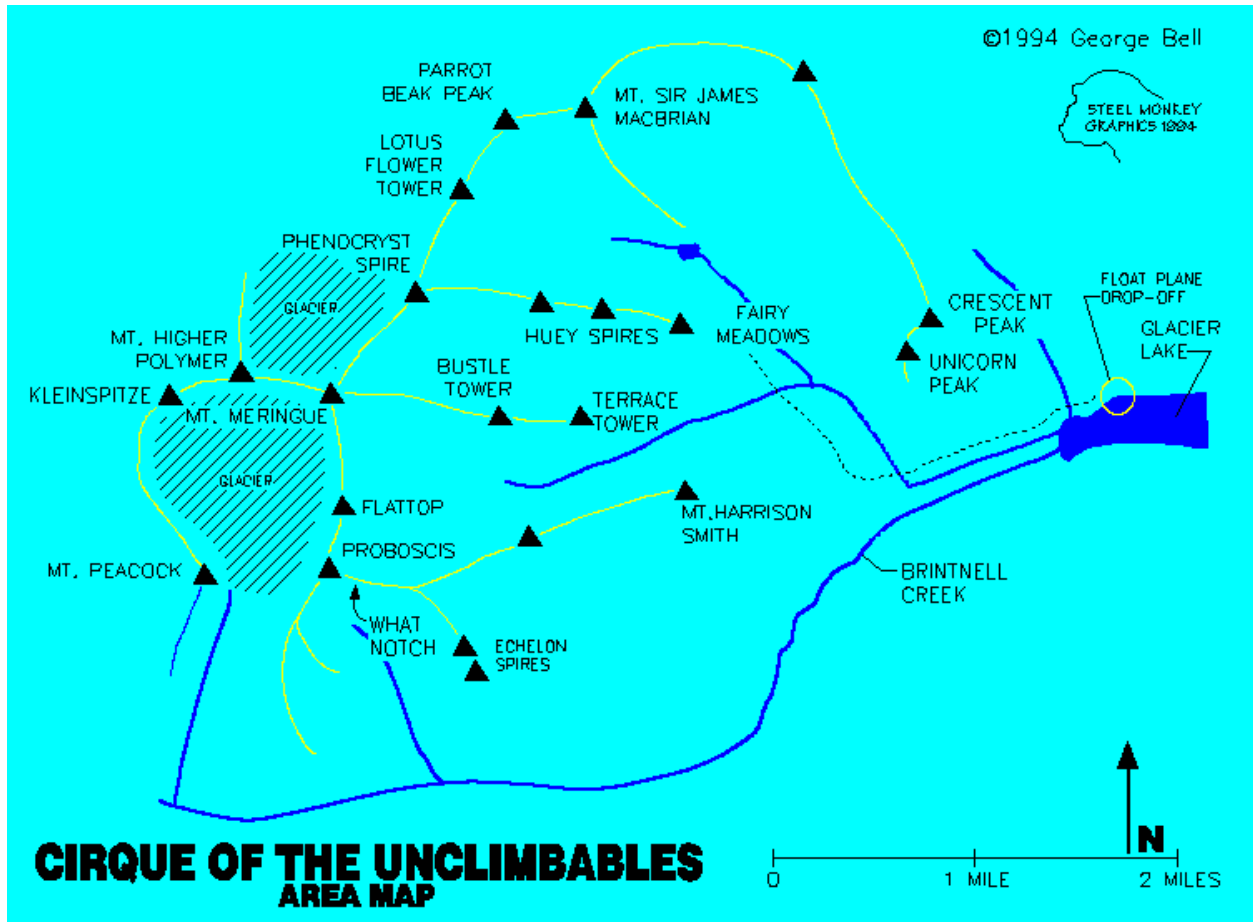 ©1994 George Bell
STEEL MONKEY
GRAPHICS 1994
PARROT
BEAK PEAK
MT. SIR JAMES
MACBRIAN
LOTUS
FLOWER
TOWER
PHENOCRYST
SPIRE
GLACIER
FLOAT PLANE
DROP-OFF
CRESCENT
PEAK
GLACIER
LAKE
FAIRY
MEADOWS
HUEY SPIRES
MT. HIGHER
POLYMER
UNICORN
PEAK
BUSTLE
TOWER
KLEINSPITZE
MT. MERINGUE
TERRACE
TOWER
GLACIER
FLATTOP
MT.HARRISON
SMITH
PROBOSCIS
MT. PEACOCK
BRINTNELL
CREEK
WHAT
NOTCH
ECHELON
SPIRES
N
CIRQUE OF THE UNCLIMBABLES
AREA MAP
0 1 MILE 2 MILES